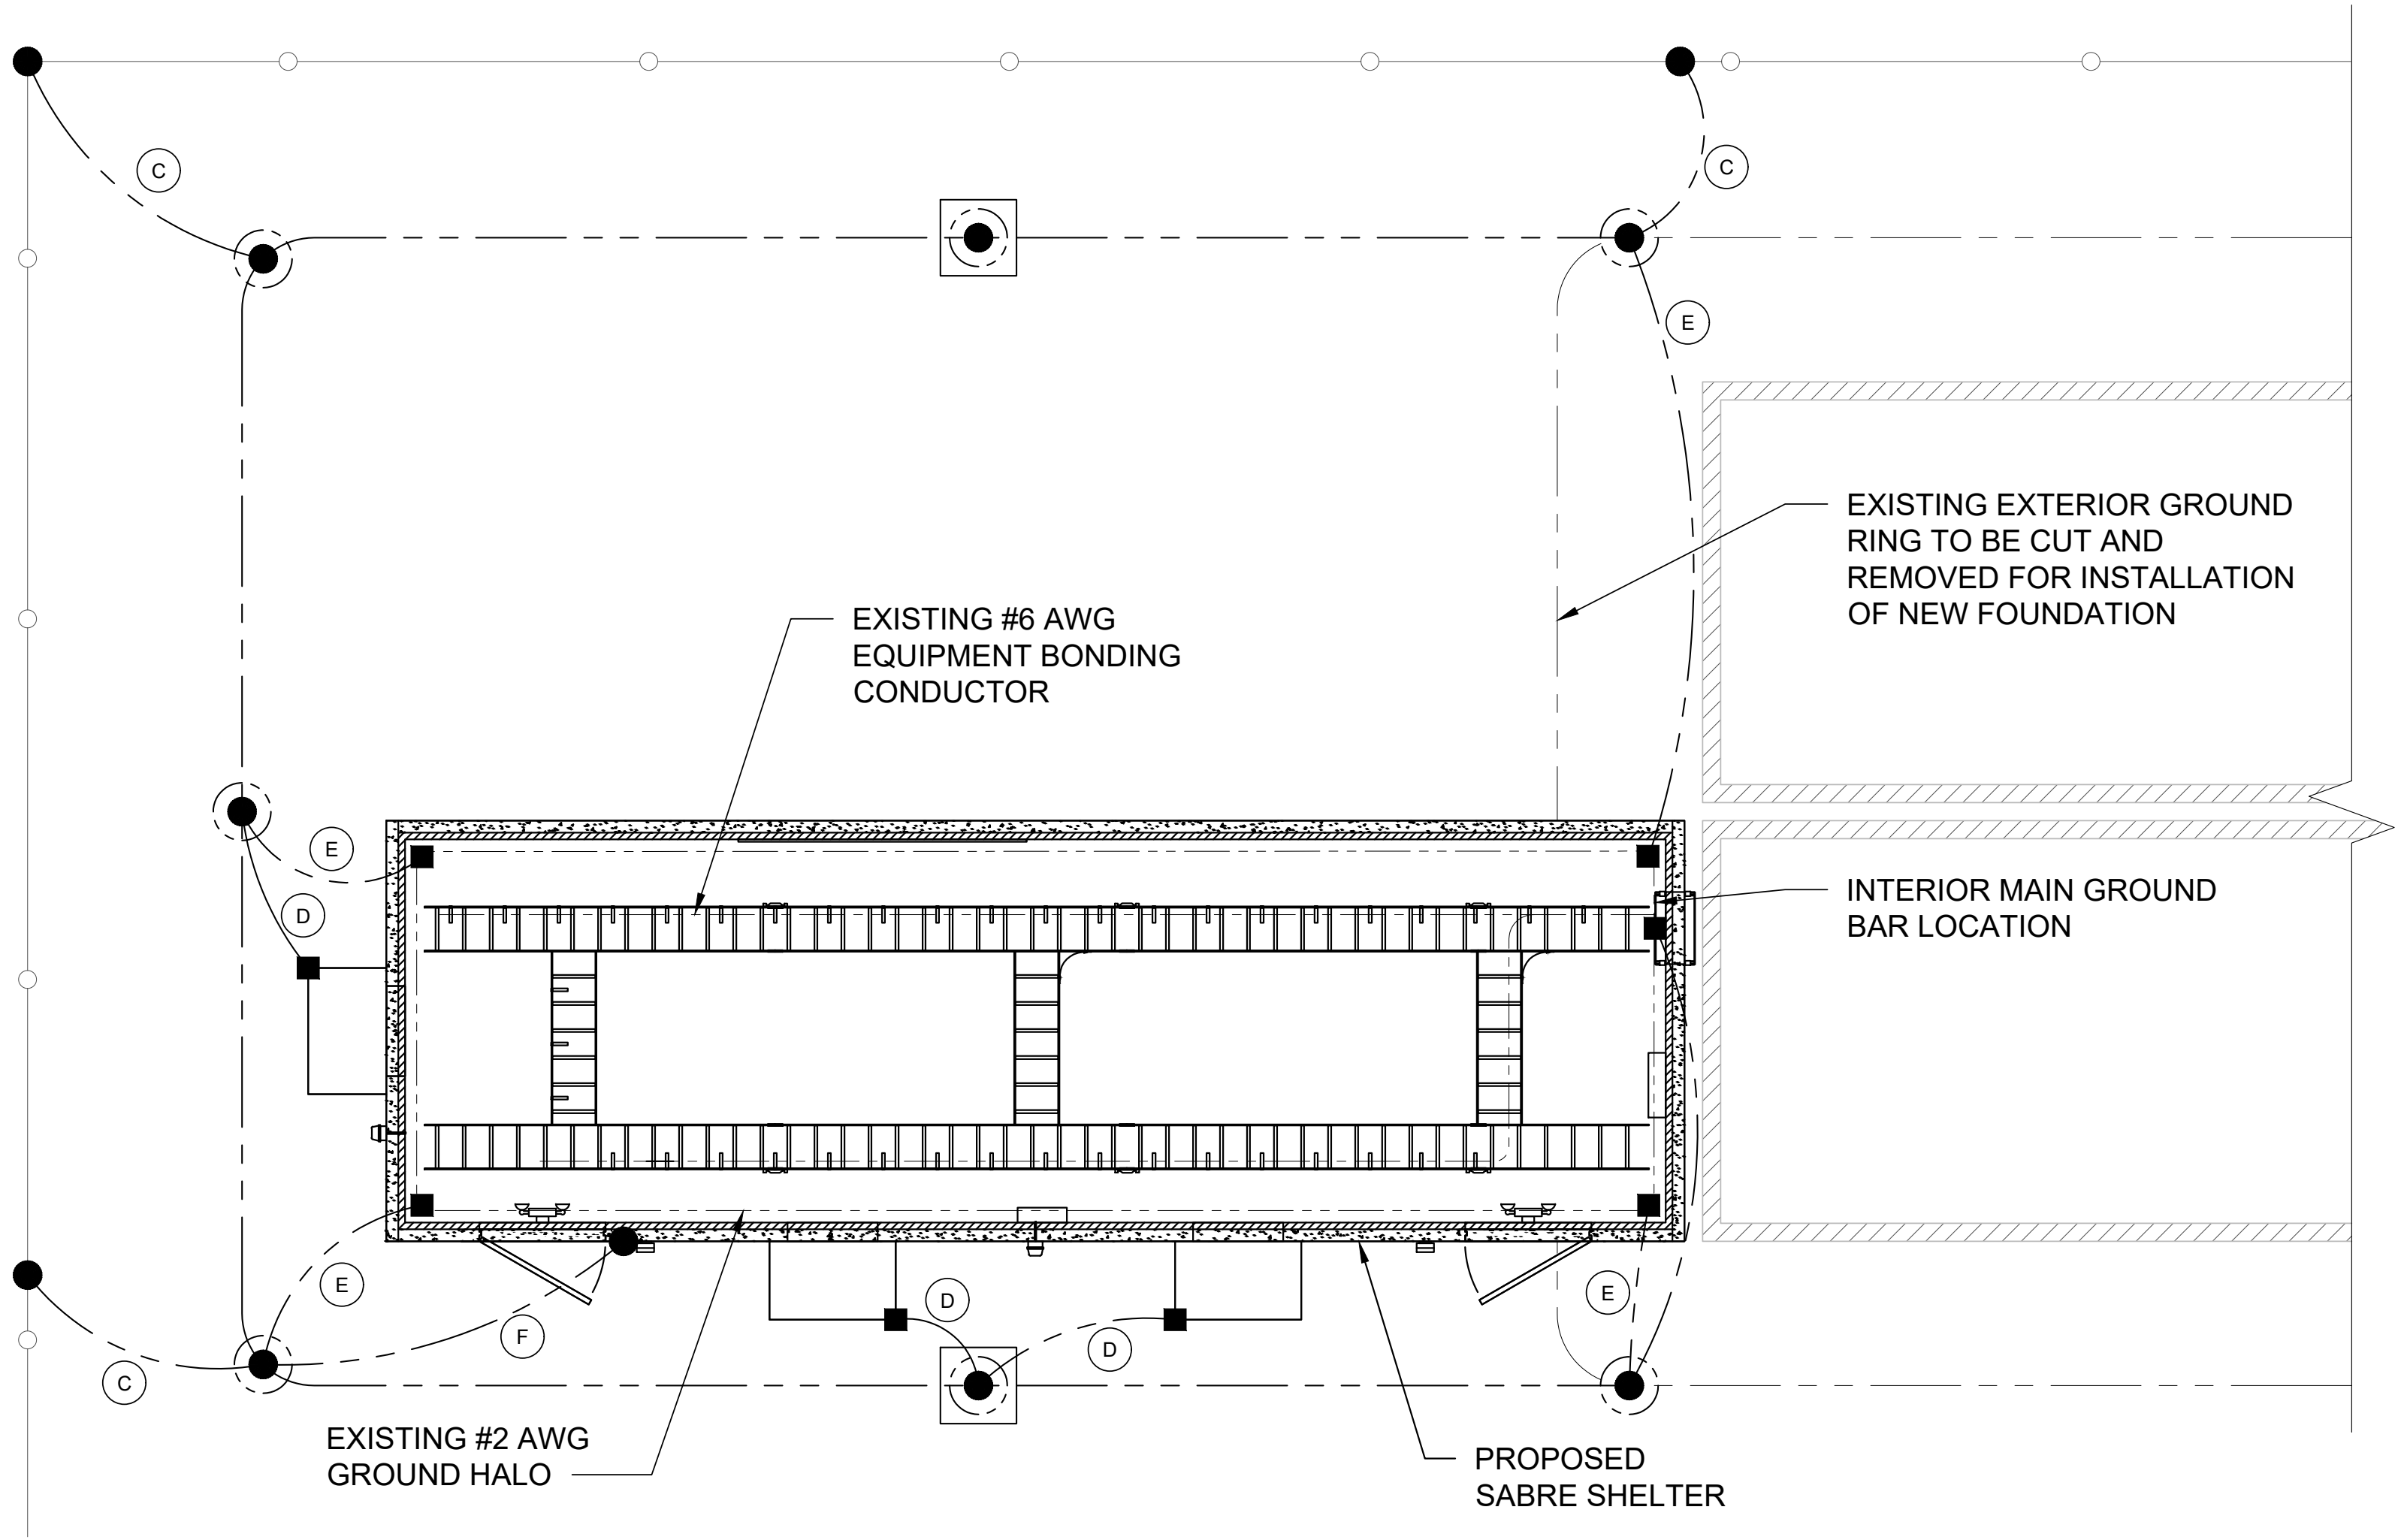 C
C
E
EXISTING EXTERIOR GROUND
RING TO BE CUT AND
REMOVED FOR INSTALLATION
OF NEW FOUNDATION
EXISTING #6 AWG
EQUIPMENT BONDING
CONDUCTOR
E
D
INTERIOR MAIN GROUND
BAR LOCATION
E
F
D
D
E
C
EXISTING #2 AWG
GROUND HALO
PROPOSED
SABRE SHELTER